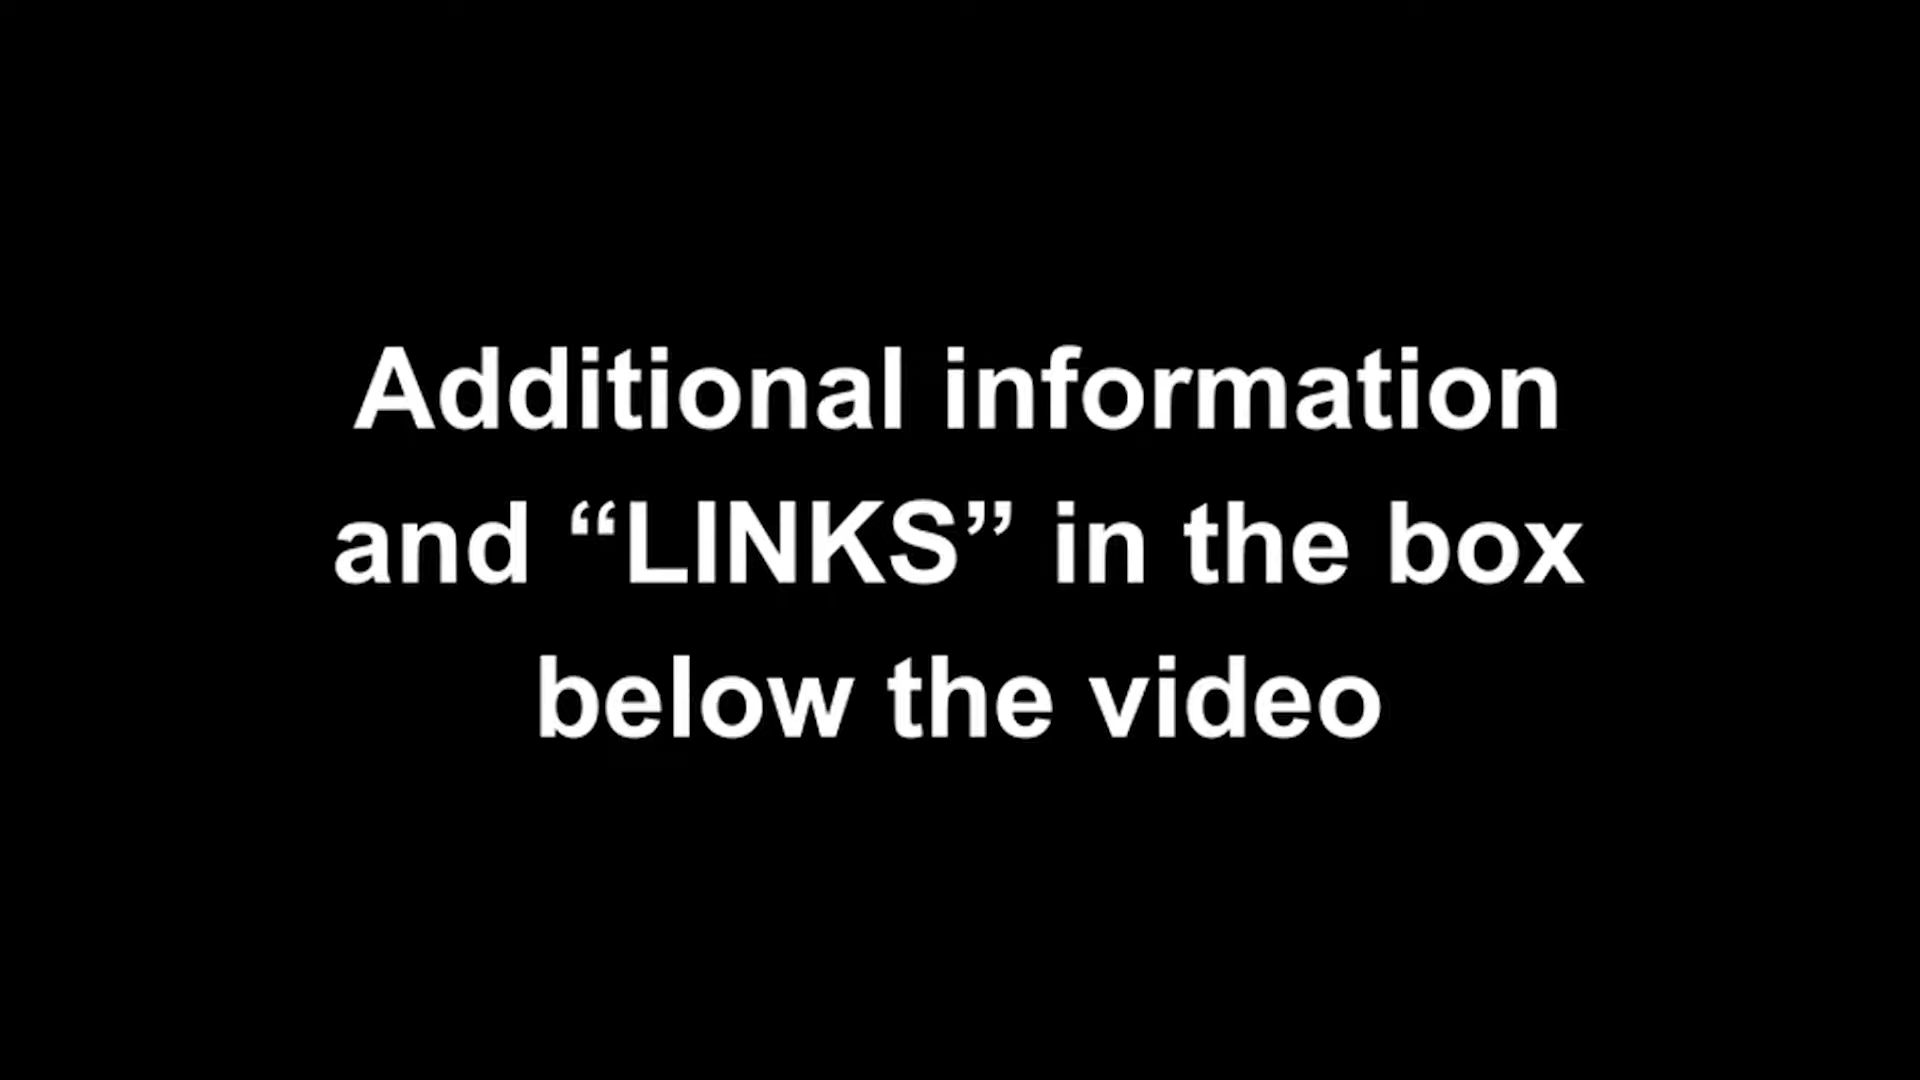 Additional information
and “LINKS” in the box
below the video